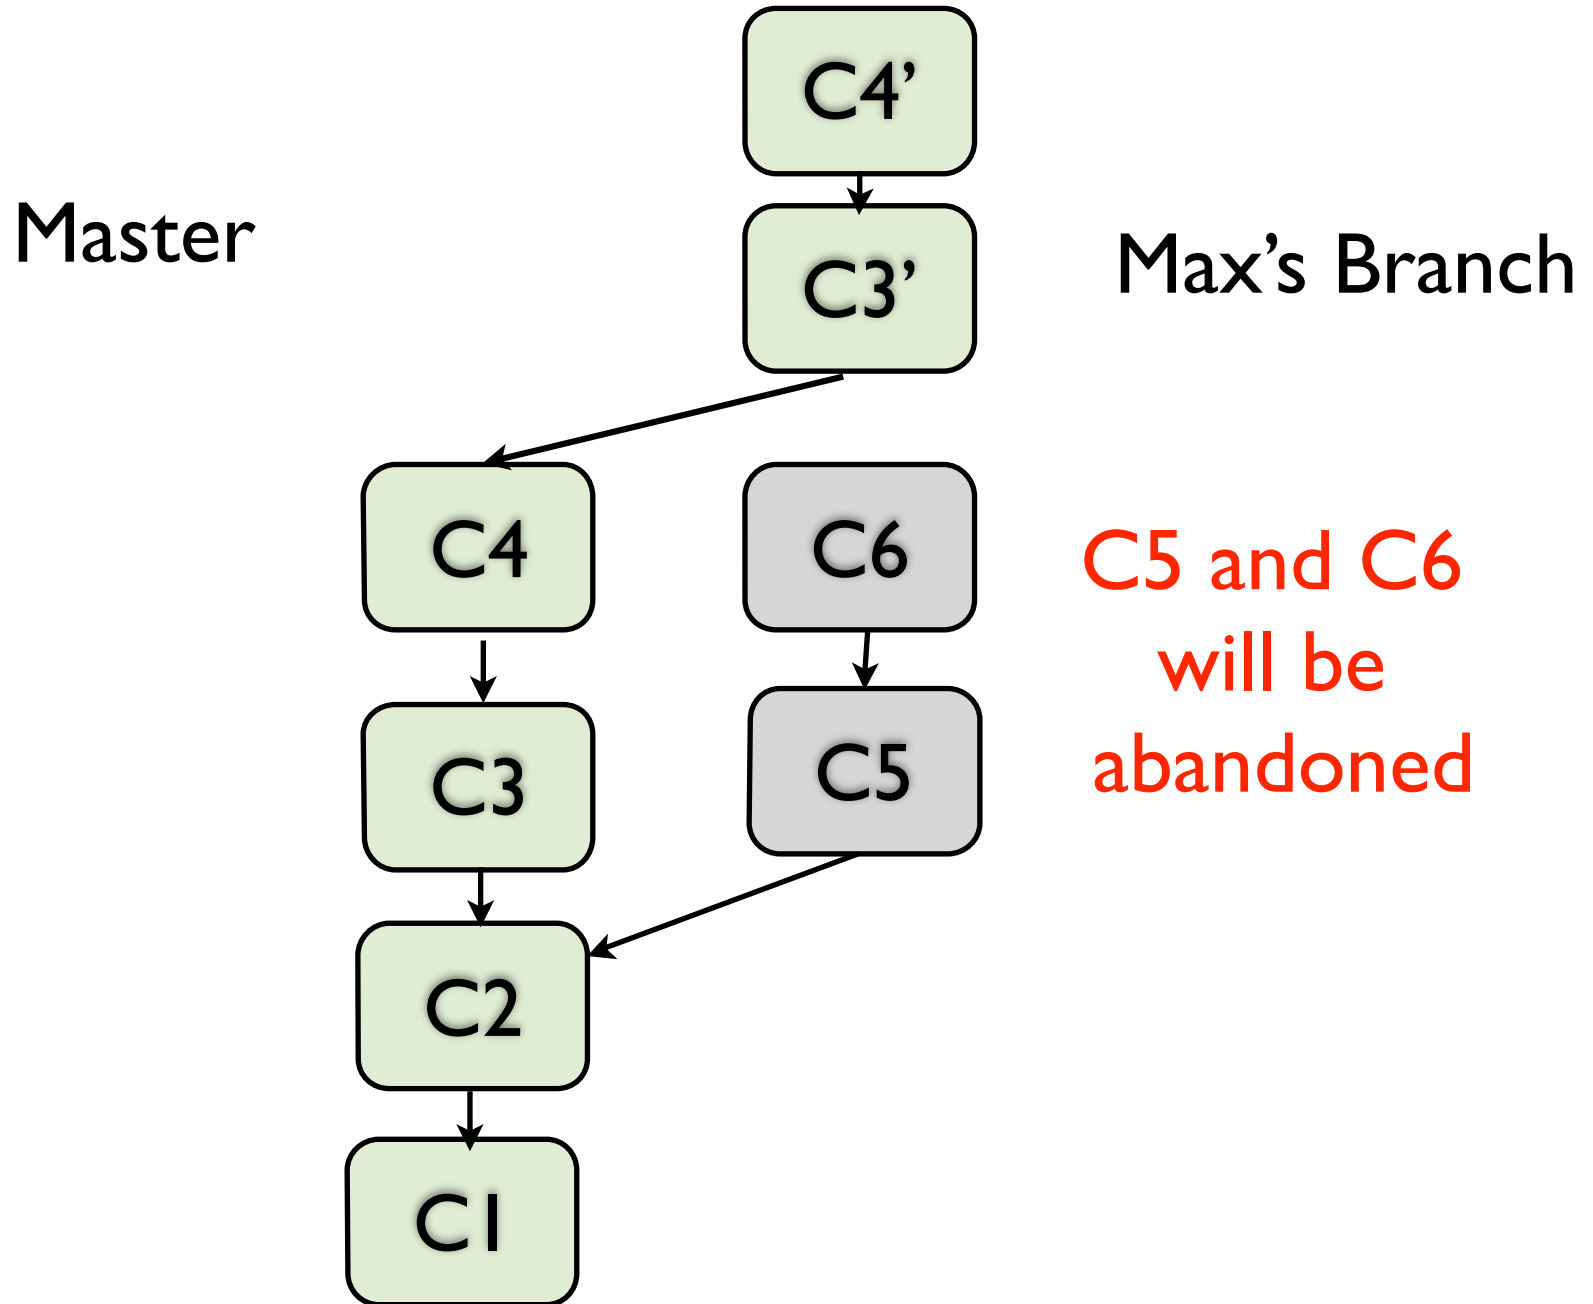 C4’
Master
C3’
Max’s Branch
C4
C6
C5 and C6
will be
abandoned
C3
C5
C2
C1